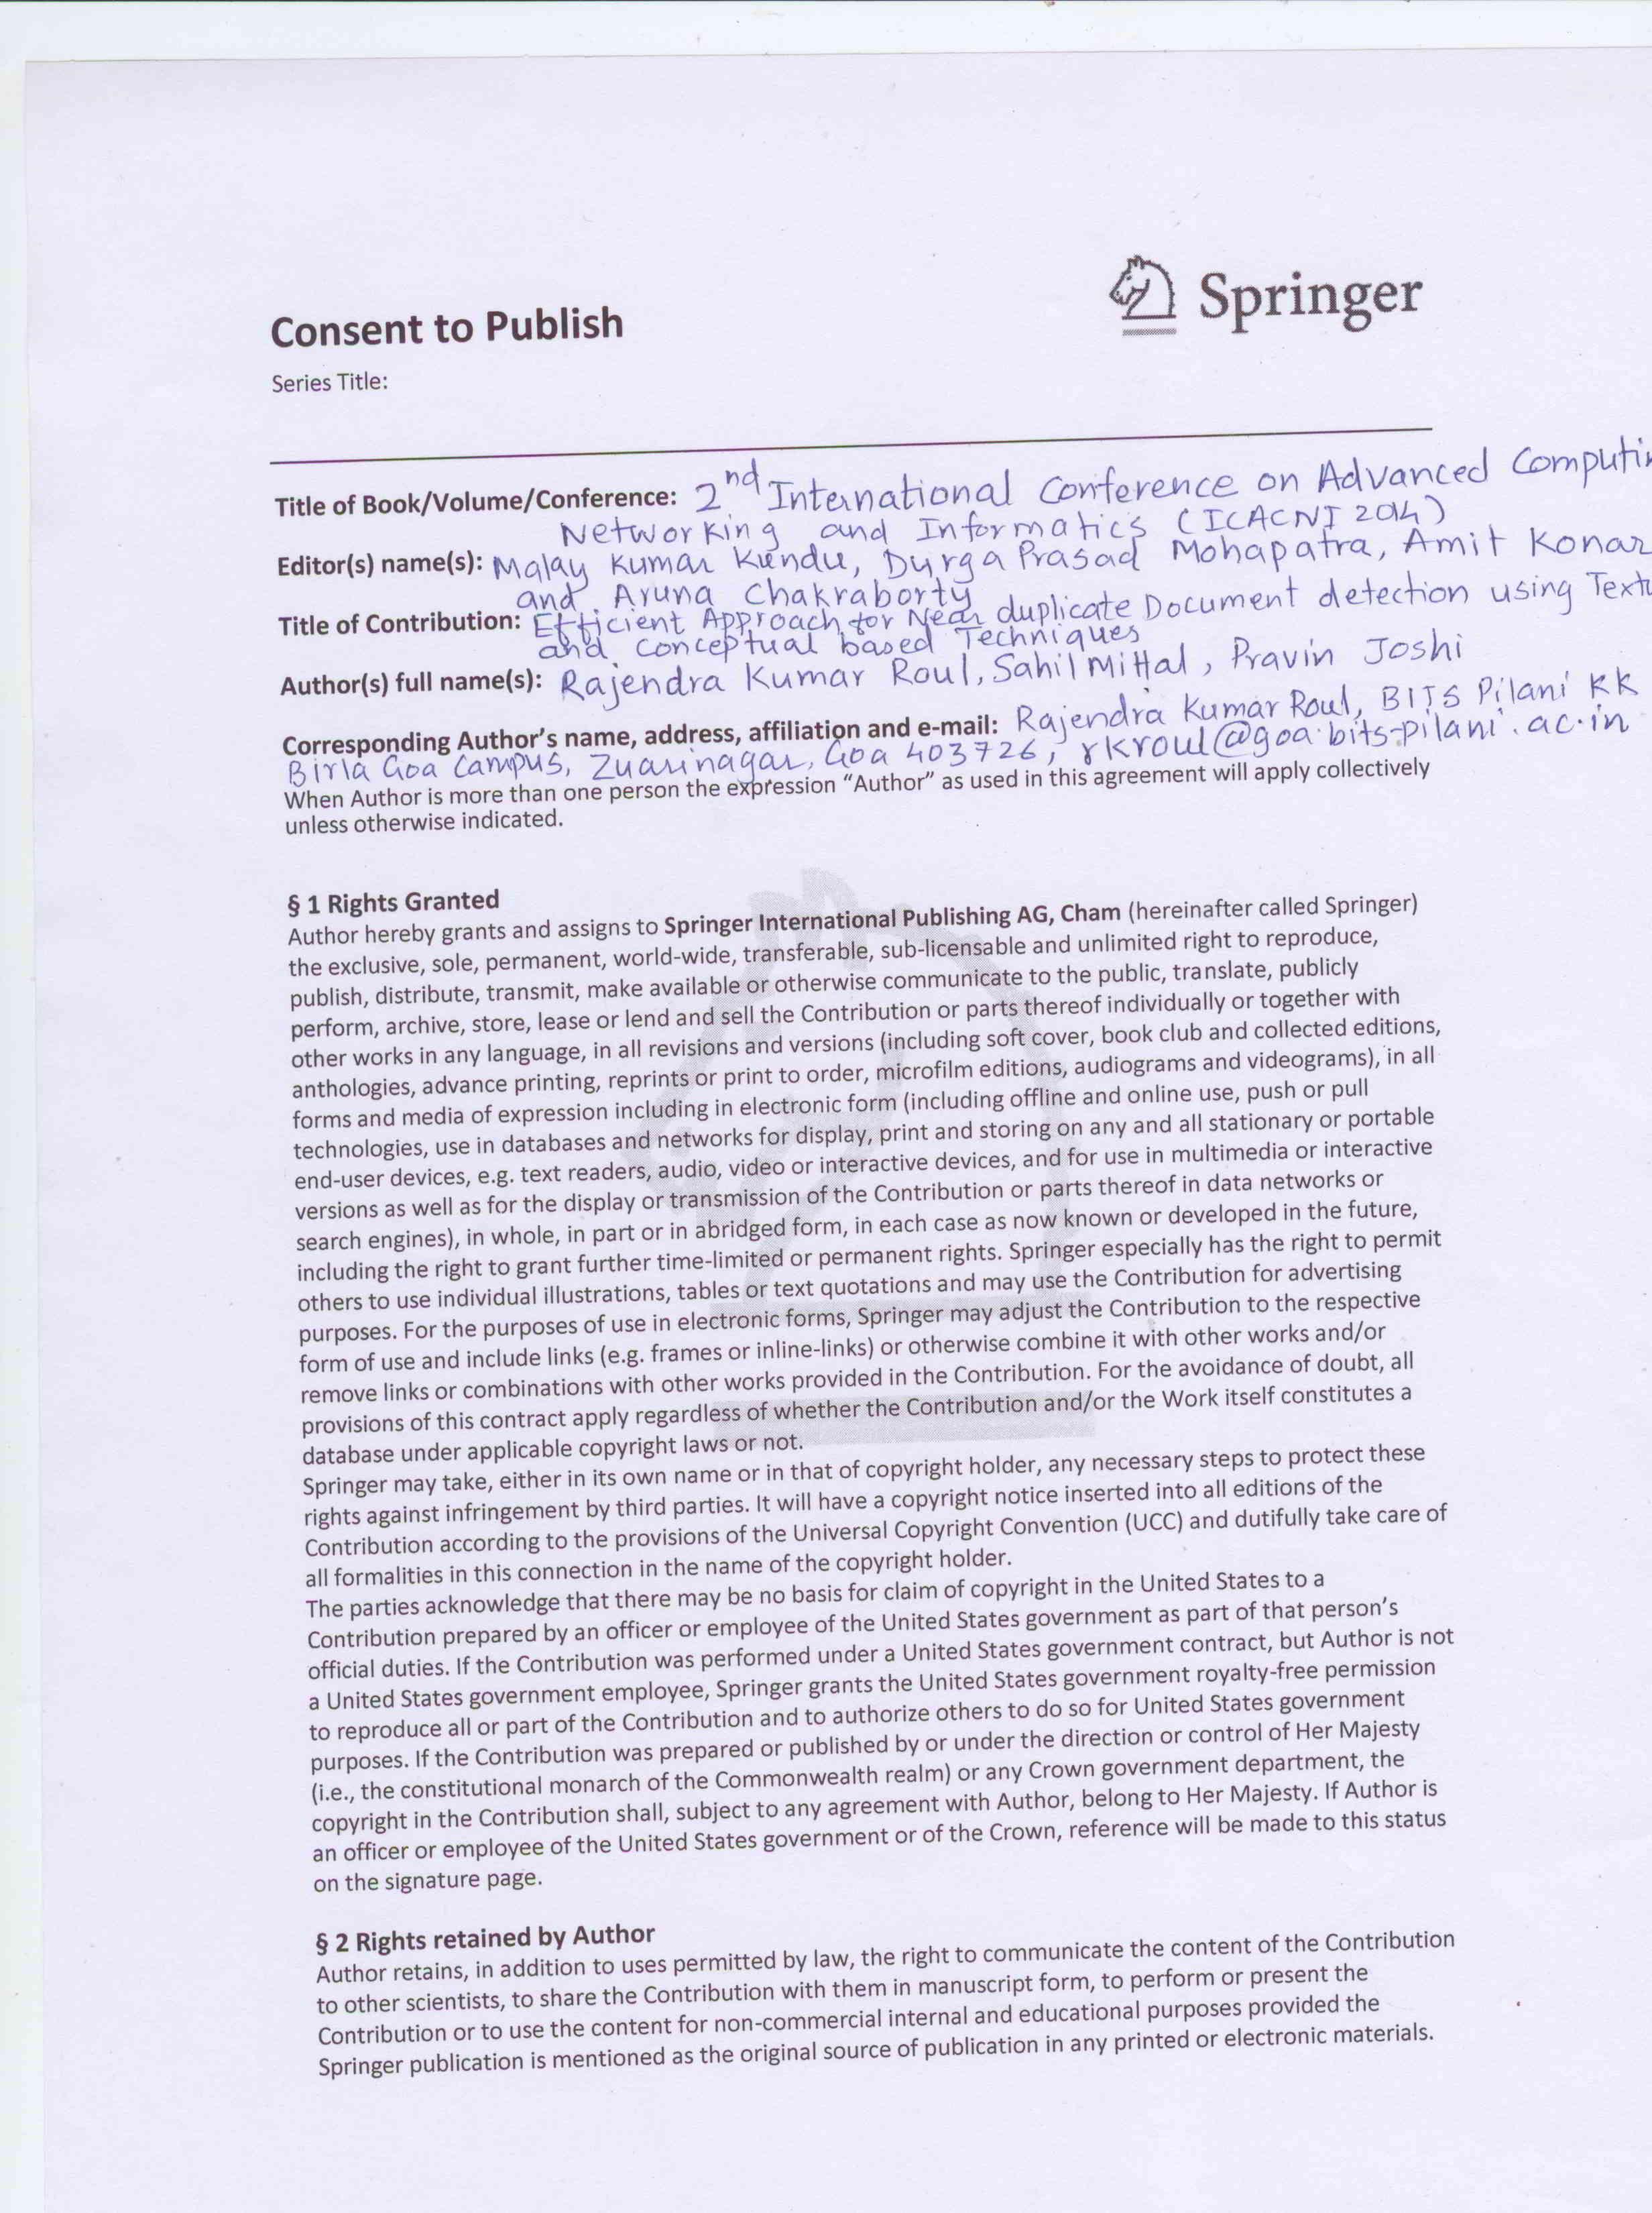 Springer
Consent to Publish
Series Title:
Title of Book/Volume/Conference: 2nd International Conference on Advanced Computin
Networking and Informatics (ICACNI 2014)
Editor(s) name(s): Malay Kumar Kundu, Durga Prasad Mohapatra, Amit Konar
and Aruna Chakraborty
Title of Contribution: Efficient Approach for Near duplicate Document detection using Textu
and conceptual based Techniques
Author(s) full name(s): Rajendra Kumar Roul, Sahil Mittal, Pravin Joshi
Corresponding Author's name, address, affiliation and e-mail: Rajendra Kumar Roul, BITS Pilani KK
Birla Goa Campus, Zuarinagar, Goa 403726, rkroul@goa.bits-pilani.ac.in
When Author is more than one person the expression “Author” as used in this agreement will apply collectively
unless otherwise indicated.
§ 1 Rights Granted
Author hereby grants and assigns to Springer International Publishing AG, Cham (hereinafter called Springer)
the exclusive, sole, permanent, world-wide, transferable, sub-licensable and unlimited right to reproduce,
publish, distribute, transmit, make available or otherwise communicate to the public, translate, publicly
perform, archive, store, lease or lend and sell the Contribution or parts thereof individually or together with
other works in any language, in all revisions and versions (including soft cover, book club and collected editions,
anthologies, advance printing, reprints or print to order, microfilm editions, audiograms and videograms), in all
forms and media of expression including in electronic form (including offline and online use, push or pull
technologies, use in databases and networks for display, print and storing on any and all stationary or portable
end-user devices, e.g. text readers, audio, video or interactive devices, and for use in multimedia or interactive
versions as well as for the display or transmission of the Contribution or parts thereof in data networks or
search engines), in whole, in part or in abridged form, in each case as now known or developed in the future,
including the right to grant further time-limited or permanent rights. Springer especially has the right to permit
others to use individual illustrations, tables or text quotations and may use the Contribution for advertising
purposes. For the purposes of use in electronic forms, Springer may adjust the Contribution to the respective
form of use and include links (e.g. frames or inline-links) or otherwise combine it with other works and/or
remove links or combinations with other works provided in the Contribution. For the avoidance of doubt, all
provisions of this contract apply regardless of whether the Contribution and/or the Work itself constitutes a
database under applicable copyright laws or not.
Springer may take, either in its own name or in that of copyright holder, any necessary steps to protect these
rights against infringement by third parties. It will have a copyright notice inserted into all editions of the
Contribution according to the provisions of the Universal Copyright Convention (UCC) and dutifully take care of
all formalities in this connection in the name of the copyright holder.
The parties acknowledge that there may be no basis for claim of copyright in the United States to a
Contribution prepared by an officer or employee of the United States government as part of that person's
official duties. If the Contribution was performed under a United States government contract, but Author is not
a United States government employee, Springer grants the United States government royalty-free permission
to reproduce all or part of the Contribution and to authorize others to do so for United States government
purposes. If the Contribution was prepared or published by or under the direction or control of Her Majesty
(i.e., the constitutional monarch of the Commonwealth realm) or any Crown government department, the
copyright in the Contribution shall, subject to any agreement with Author, belong to Her Majesty. If Author is
an officer or employee of the United States government or of the Crown, reference will be made to this status
on the signature page.
§ 2 Rights retained by Author
Author retains, in addition to uses permitted by law, the right to communicate the content of the Contribution
to other scientists, to share the Contribution with them in manuscript form, to perform or present the
Contribution or to use the content for non-commercial internal and educational purposes provided the
Springer publication is mentioned as the original source of publication in any printed or electronic materials.